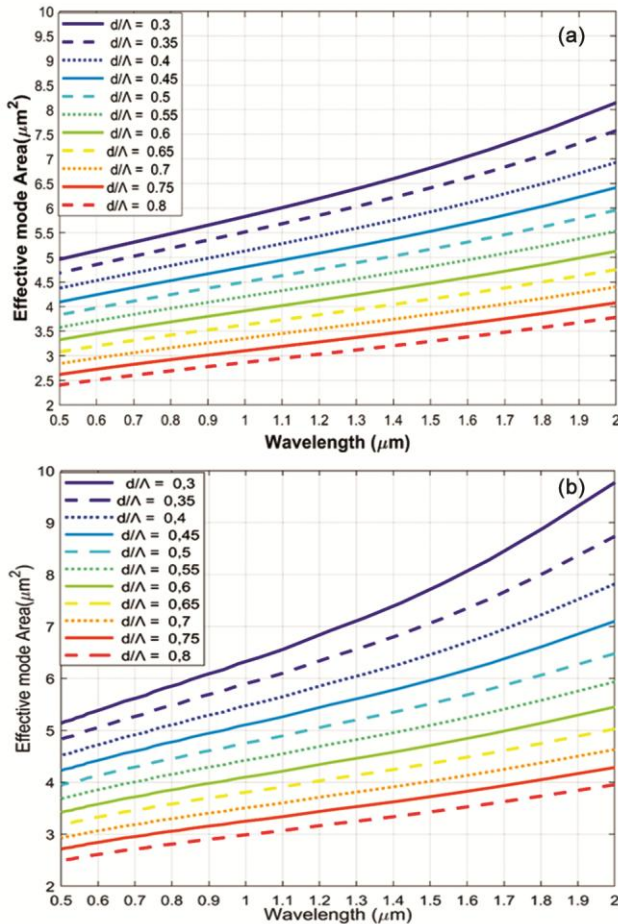 10
9.5
9
8.5
8
7.5
7
6.5
6
5.5
5
4.5
4
3.5
3
2.5
2
Effective mode Area(μm²)
d/Λ = 0.3
d/Λ = 0.35
d/Λ = 0.4
d/Λ = 0.45
d/Λ = 0.5
d/Λ = 0.55
d/Λ = 0.6
d/Λ = 0.65
d/Λ = 0.7
d/Λ = 0.75
d/Λ = 0.8
(a)
0.5 0.6 0.7 0.8 0.9 1 1.1 1.2 1.3 1.4 1.5 1.6 1.7 1.8 1.9 2
Wavelength (μm)
10
9
8
7
6
5
4
3
2
Effective mode Area(μm²)
d/Λ = 0,3
d/Λ = 0,35
d/Λ = 0,4
d/Λ = 0,45
d/Λ = 0,5
d/Λ = 0,55
d/Λ = 0,6
d/Λ = 0,65
d/Λ = 0,7
d/Λ = 0,75
d/Λ = 0,8
(b)
0.5 0.6 0.7 0.8 0.9 1 1.1 1.2 1.3 1.4 1.5 1.6 1.7 1.8 1.9 2
Wavelength (μm)